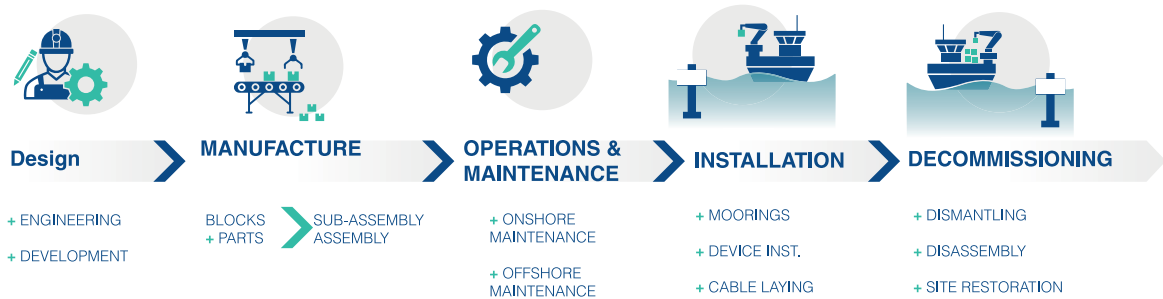 Design
+ ENGINEERING
+ DEVELOPMENT
MANUFACTURE
BLOCKS
+ PARTS
SUB-ASSEMBLY
ASSEMBLY
OPERATIONS &
MAINTENANCE
+ ONSHORE
MAINTENANCE
+ OFFSHORE
MAINTENANCE
INSTALLATION
+ MOORINGS
+ DEVICE INST.
+ CABLE LAYING
DECOMMISSIONING
+ DISMANTLING
+ DISASSEMBLY
+ SITE RESTORATION